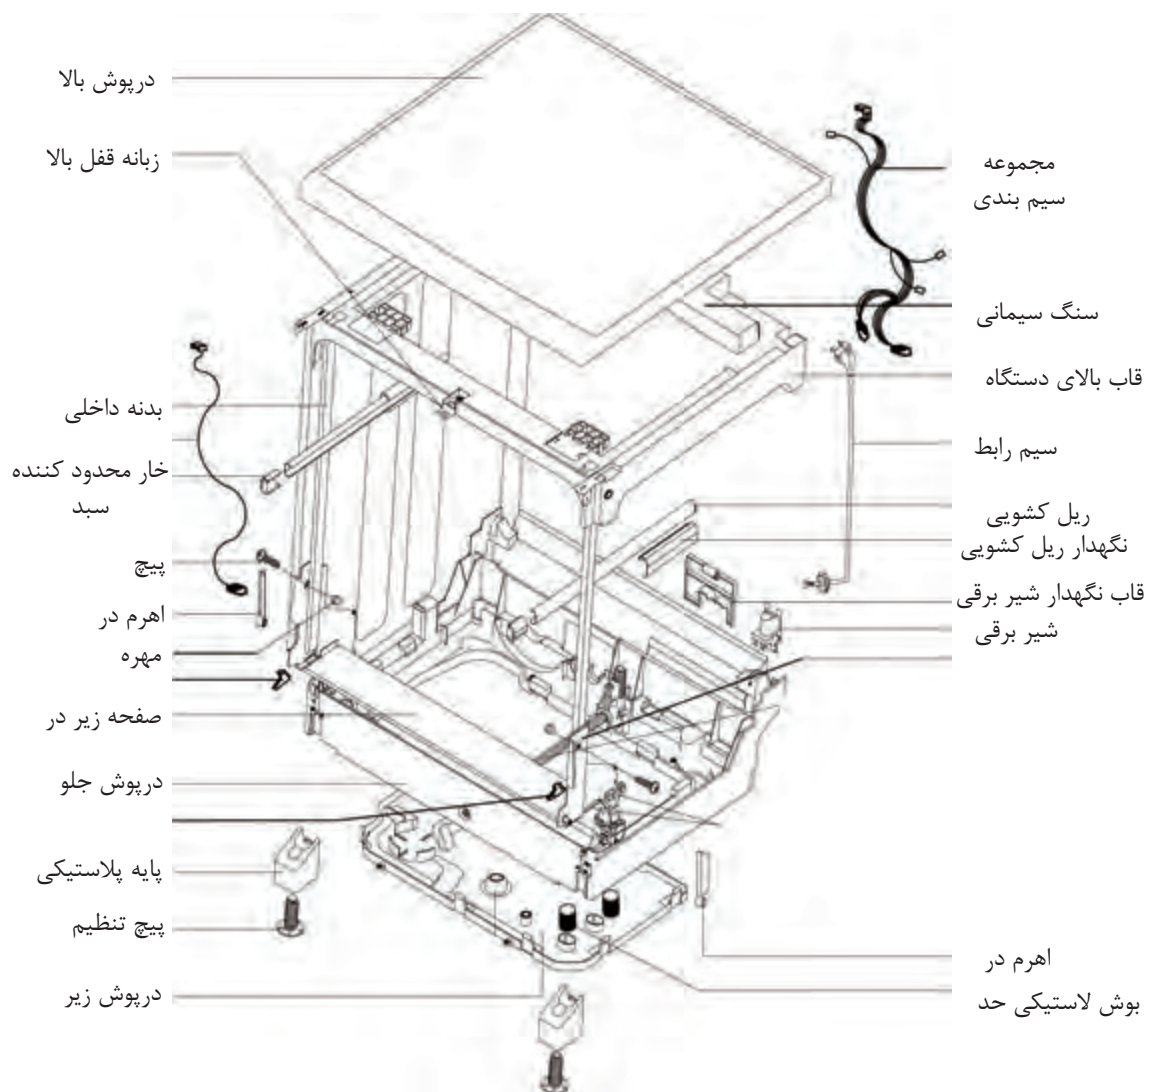 درپوش بالا
زبانه قفل بالا
مجموعه
سیم بندی
سنگ سیمانی
قاب بالای دستگاه
بدنه داخلی
سیم رابط
خار محدود کننده
سبد
ریل کشویی
نگهدار ریل کشویی
پیچ
قاب نگهدار شیر برقی
اهرم در
شیر برقی
مهره
صفحه زیر در
درپوش جلو
پایه پلاستیکی
پیچ تنظیم
اهرم در
درپوش زیر
بوش لاستیکی حد